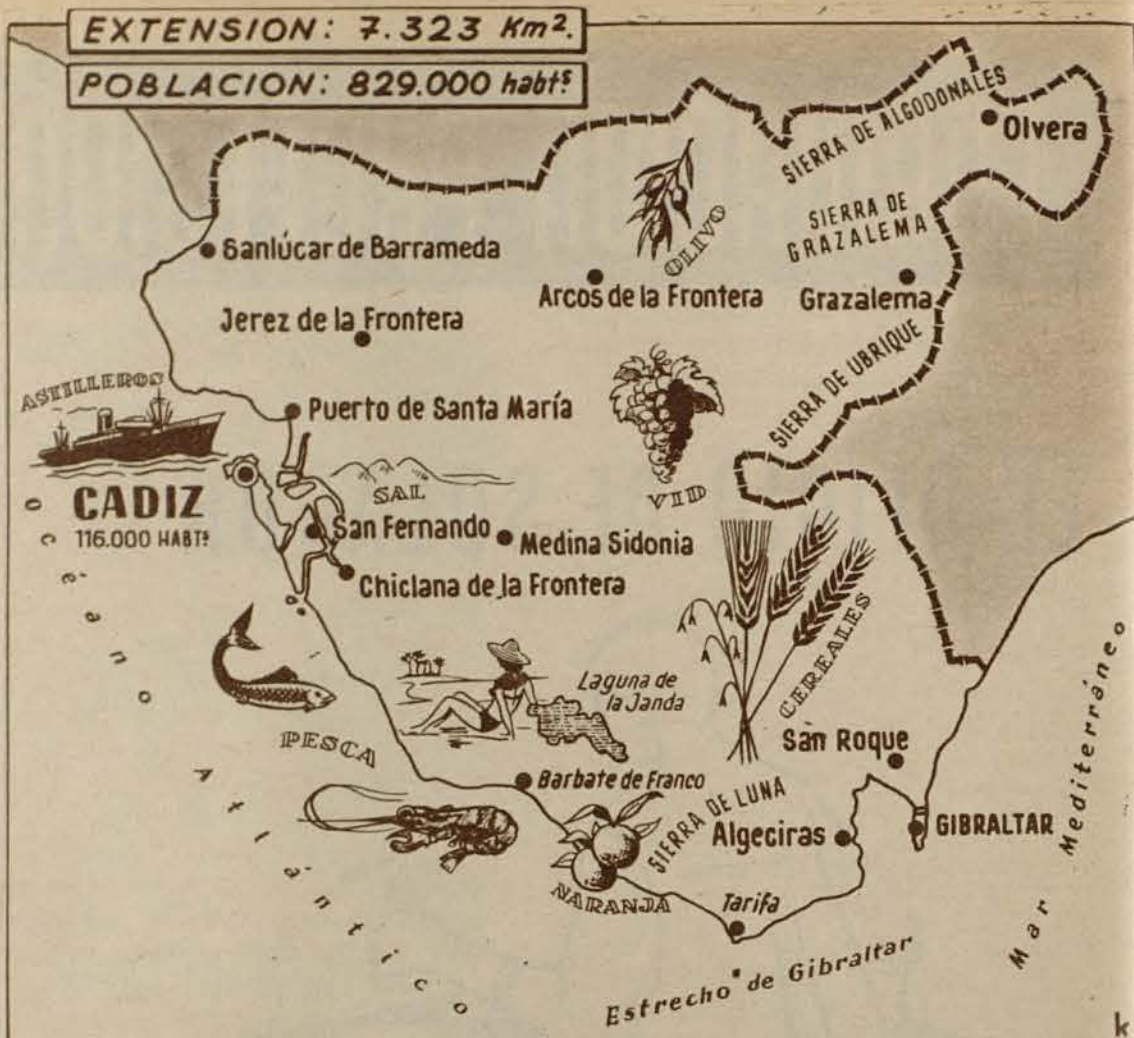 EXTENSION: 7.323 Km².
POBLACION: 829.000 habtˢ
SIERRA DE ALGODONALES
Olvera
SIERRA DE
GRAZALEMA
OLIVO
Sanlúcar de Barrameda
Arcos de la Frontera
Grazalema
Jerez de la Frontera
SIERRA DE UBRIQUE
ASTILLEROS
Puerto de Santa María
VID
SAL
CADIZ
116.000 HABTˢ
San Fernando
Medina Sidonia
Chiclana de la Frontera
CEREALES
Laguna de
la Janda
PESCA
San Roque
Barbate de Franco
SIERRA DE LUNA
Algeciras
GIBRALTAR
NARANJA
Tarifa
Océano Atlántico
Estrecho de Gibraltar
Mar Mediterráneo
k